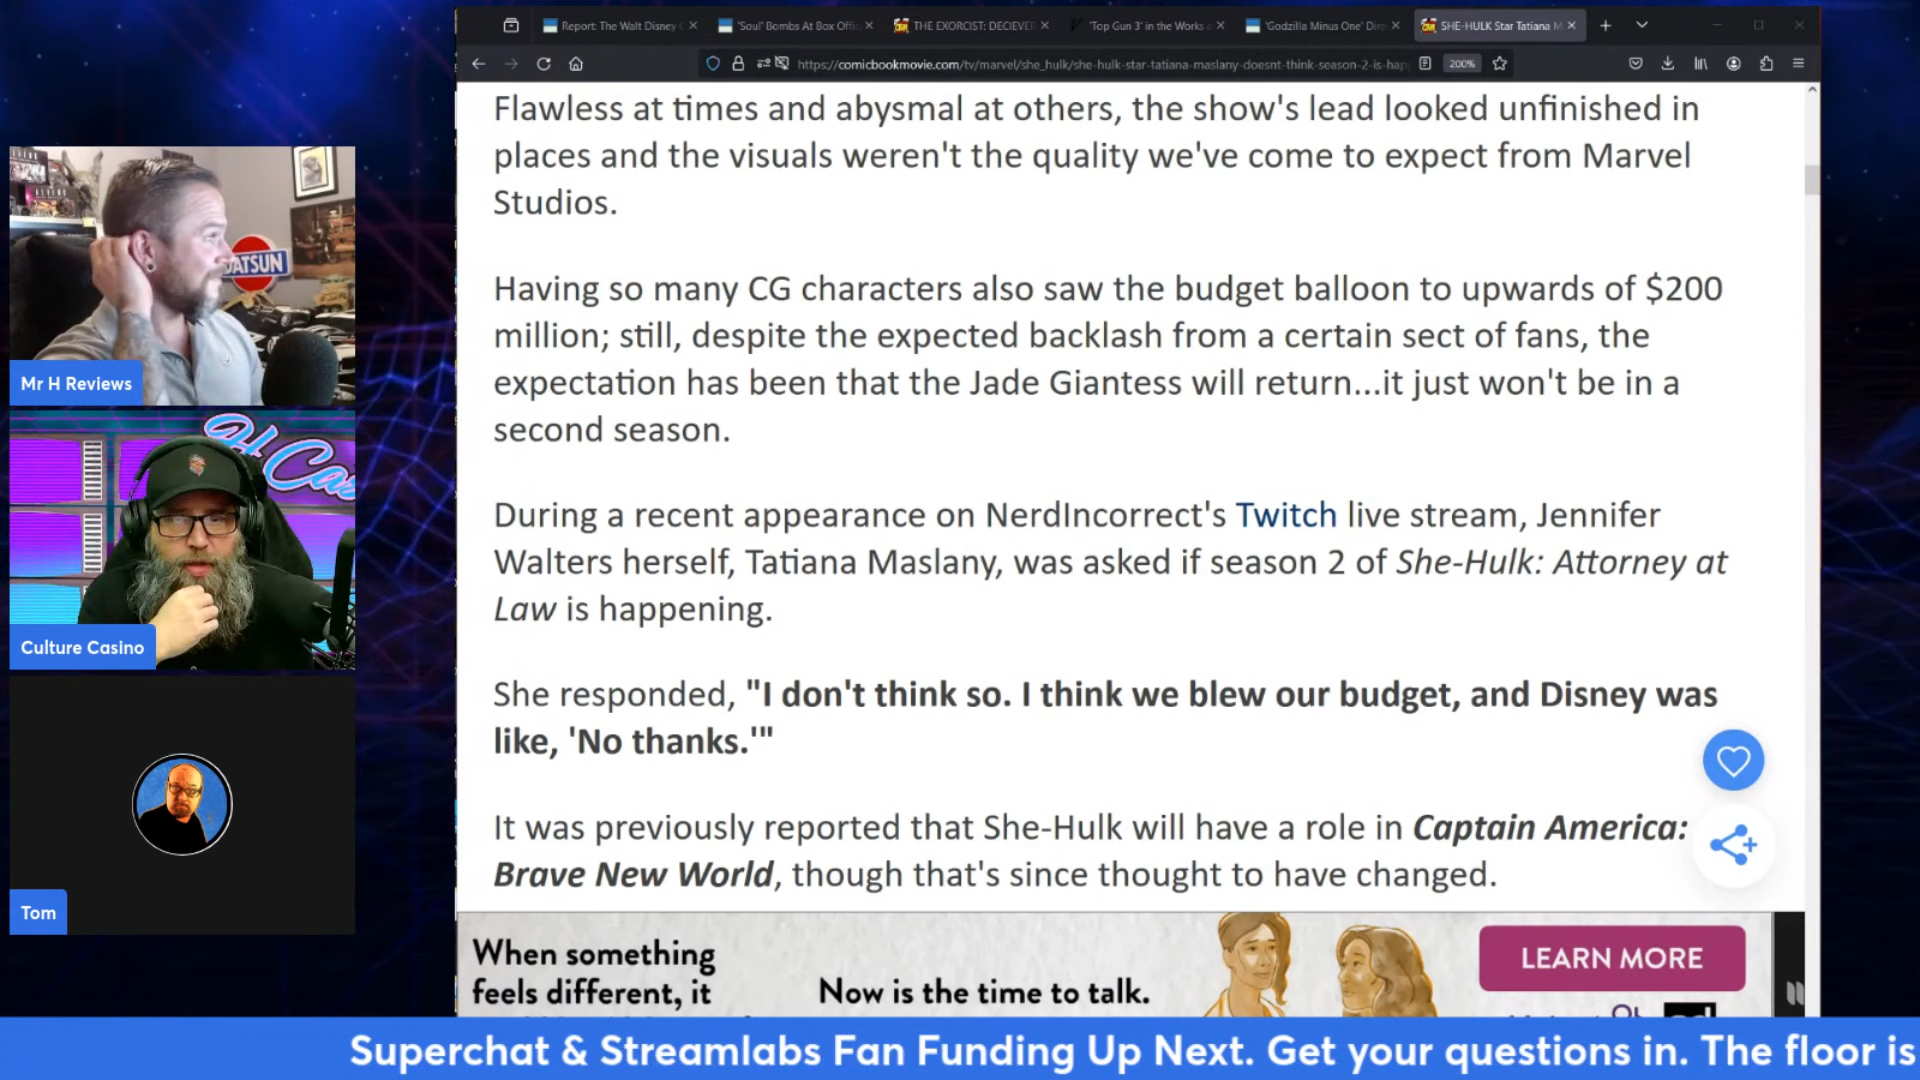 Report: The Walt Disney C
'Soul' Bombs At Box Offic
THE EXORCIST: DECIEVER
'Top Gun 3' in the Works a
'Godzilla Minus One' Dire
SHE-HULK Star Tatiana M
https://comicbookmovie.com/tv/marvel/she_hulk/she-hulk-star-tatiana-maslany-doesnt-think-season-2-is-hap
200%
Flawless at times and abysmal at others, the show's lead looked unfinished in
places and the visuals weren't the quality we've come to expect from Marvel
Studios.
Having so many CG characters also saw the budget balloon to upwards of $200
million; still, despite the expected backlash from a certain sect of fans, the
expectation has been that the Jade Giantess will return...it just won't be in a
second season.
During a recent appearance on NerdIncorrect's Twitch live stream, Jennifer
Walters herself, Tatiana Maslany, was asked if season 2 of She-Hulk: Attorney at
Law is happening.
She responded, "I don't think so. I think we blew our budget, and Disney was
like, 'No thanks.'"
It was previously reported that She-Hulk will have a role in Captain America:
Brave New World, though that's since thought to have changed.
When something
feels different, it
Now is the time to talk.
LEARN MORE
DATSUN
Mr H Reviews
Culture Casino
Tom
Superchat & Streamlabs Fan Funding Up Next. Get your questions in. The floor is